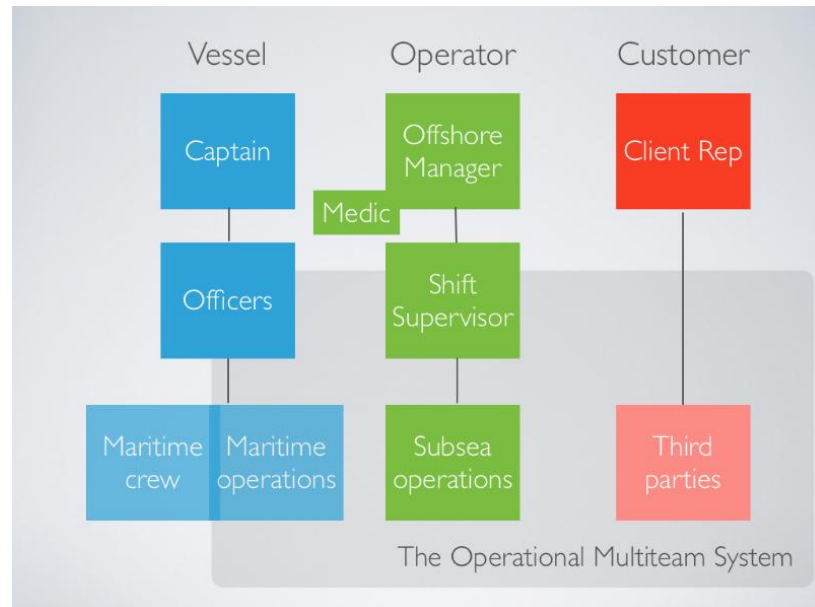 Vessel
Operator
Customer
Captain
Offshore
Manager
Client Rep
Medic
Officers
Shift
Supervisor
Maritime
crew
Maritime
operations
Subsea
operations
Third
parties
The Operational Multiteam System